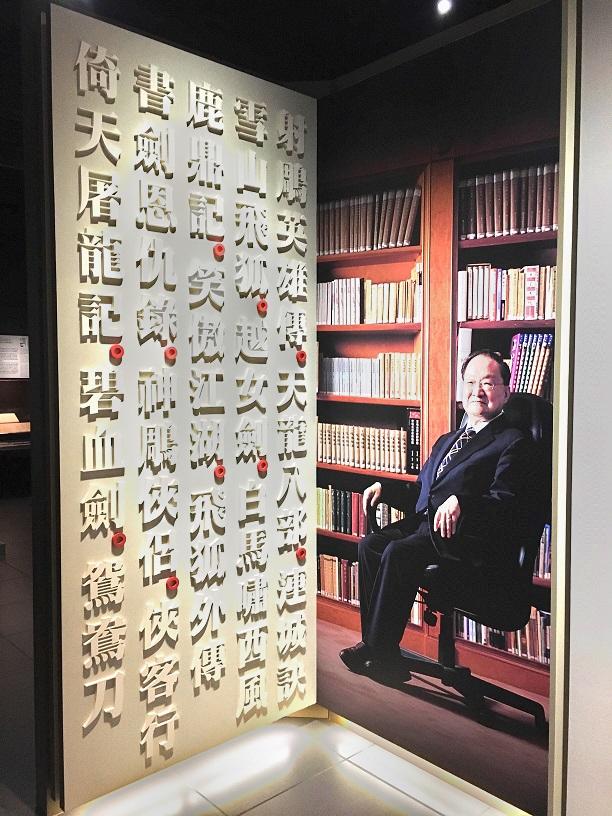 射鵰英雄傳•天龍八部•連城訣
雪山飛狐•越女劍•白馬嘯西風
鹿鼎記•笑傲江湖•飛狐外傳
書劍恩仇錄•神鵰俠侶•俠客行
倚天屠龍記•碧血劍•鴛鴦刀